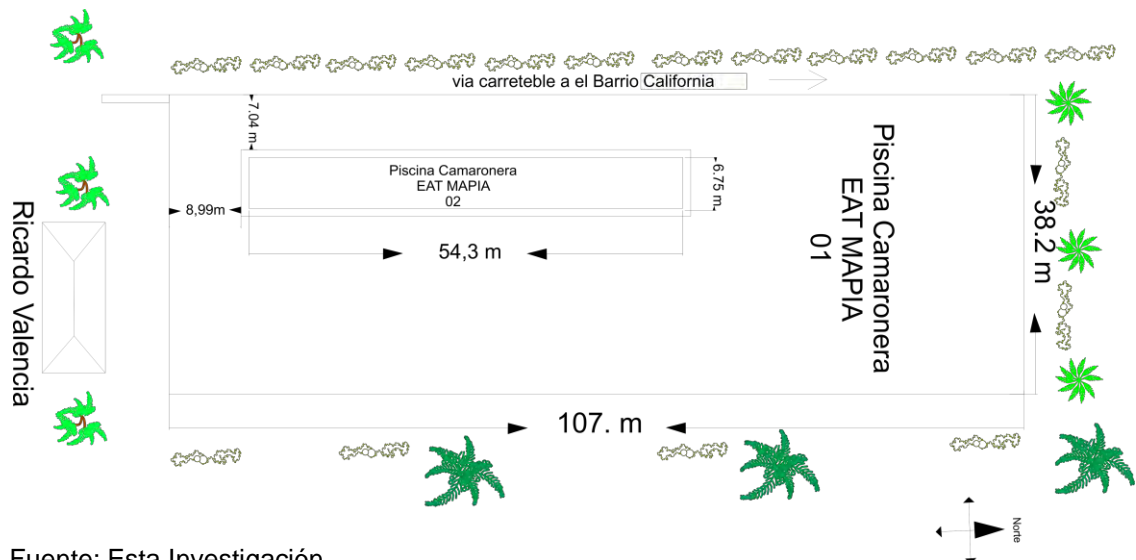 via carreteble a el Barrio California
7.04 m
Piscina Camaronera
EAT MAPIA
02
6.75 m
8,99m
54,3 m
Piscina Camaronera
EAT MAPIA
01
38.2 m
Ricardo Valencia
107. m
Norte
Fuente: Esta Investigación